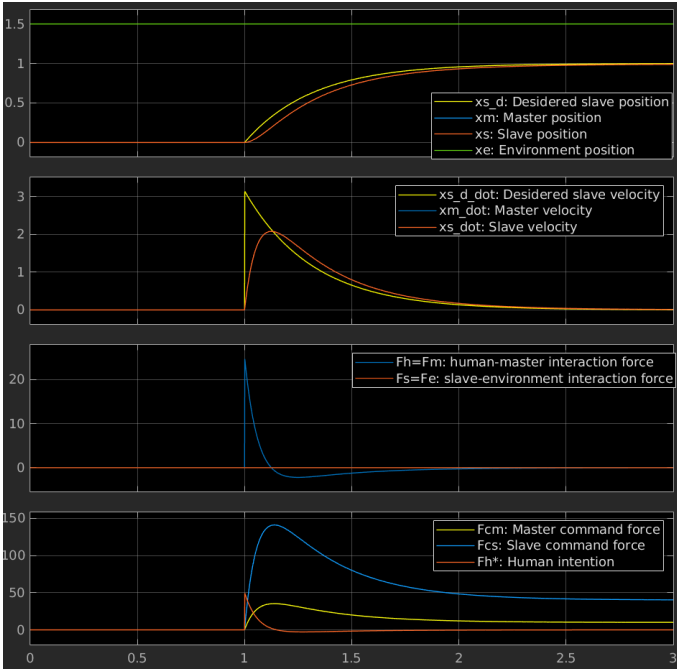 1.5
1
0.5
0
xs_d: Desidered slave position
xm: Master position
xs: Slave position
xe: Environment position
3
2
1
0
xs_d_dot: Desidered slave velocity
xm_dot: Master velocity
xs_dot: Slave velocity
20
10
0
Fh=Fm: human-master interaction force
Fs=Fe: slave-environment interaction force
150
100
50
0
Fcm: Master command force
Fcs: Slave command force
Fh*: Human intention
0 0.5 1 1.5 2 2.5 3